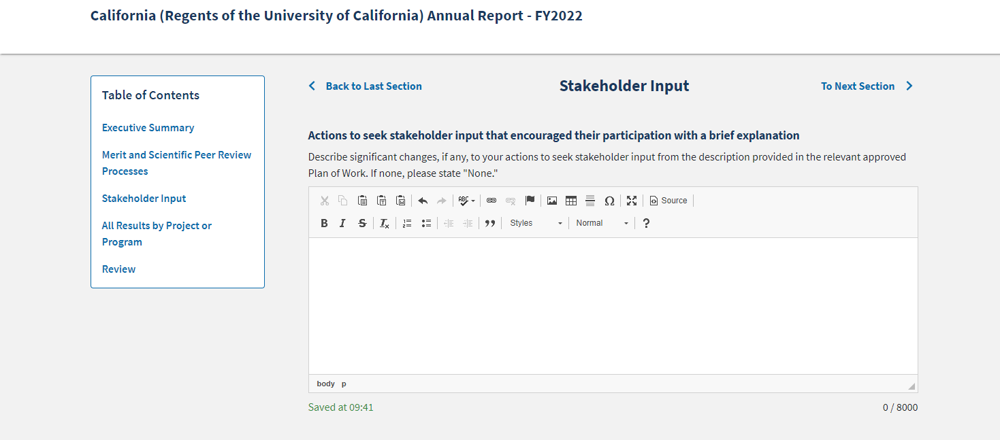 California (Regents of the University of California) Annual Report - FY2022
Table of Contents
Executive Summary
Merit and Scientific Peer Review
Processes
Stakeholder Input
All Results by Project or
Program
Review
Back to Last Section
Stakeholder Input
To Next Section
Actions to seek stakeholder input that encouraged their participation with a brief explanation
Describe significant changes, if any, to your actions to seek stakeholder input from the description provided in the relevant approved
Plan of Work. If none, please state "None."
ABC
Ω
Source
B I S Tx
Styles
Normal
?
body p
Saved at 09:41
0 / 8000